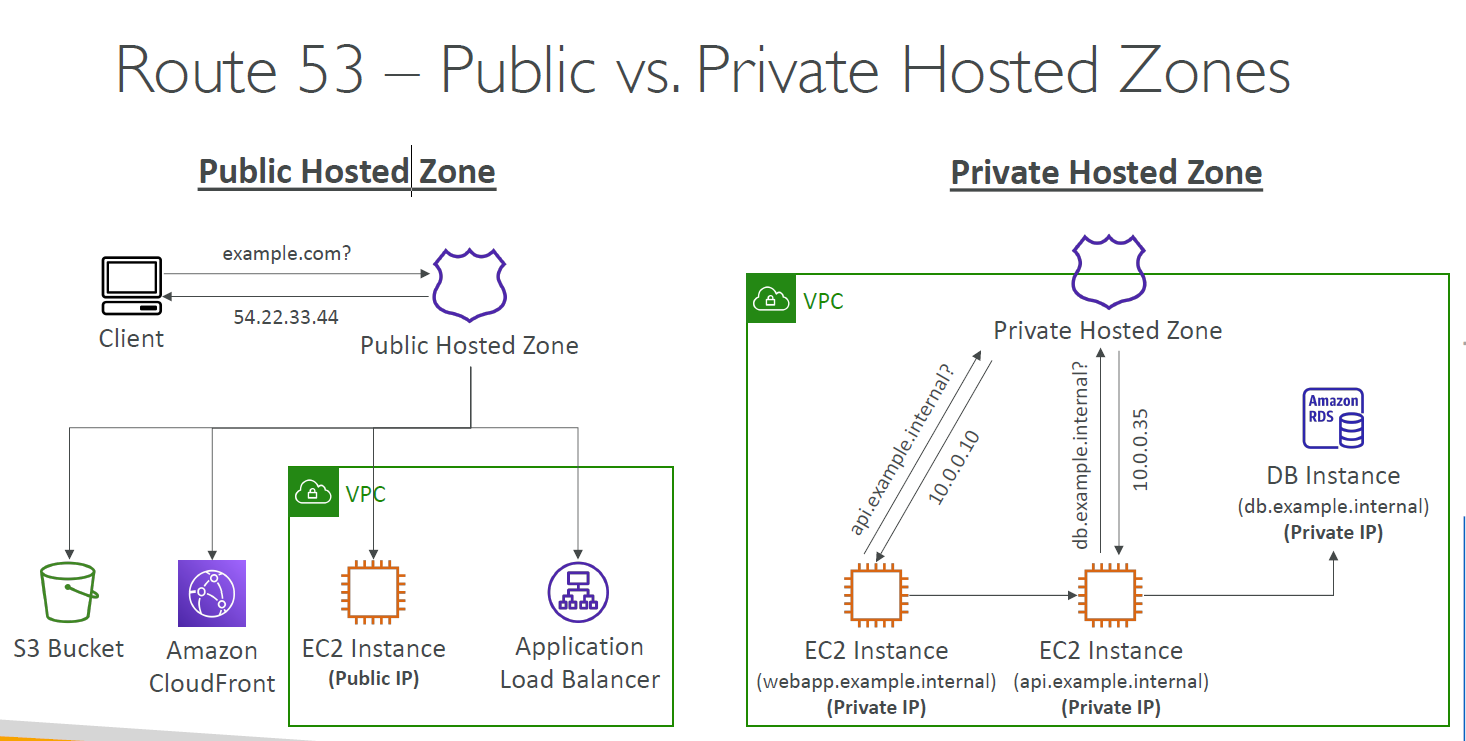 Route 53 – Public vs. Private Hosted Zones
Public Hosted Zone
example.com?
54.22.33.44
Client
Public Hosted Zone
VPC
S3 Bucket
Amazon
CloudFront
EC2 Instance
(Public IP)
Application
Load Balancer
Private Hosted Zone
VPC
Private Hosted Zone
api.example.internal?
10.0.0.10
db.example.internal?
10.0.0.35
Amazon
RDS
DB Instance
(db.example.internal)
(Private IP)
EC2 Instance
(webapp.example.internal)
(Private IP)
EC2 Instance
(api.example.internal)
(Private IP)